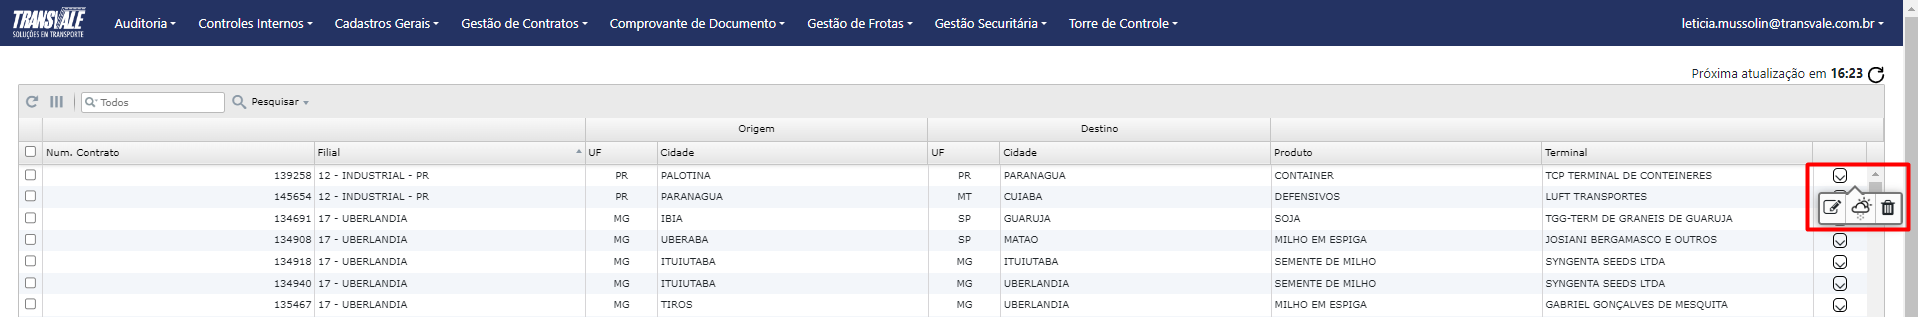 TRANSVALE
SOLUÇÕES EM TRANSPORTE
Auditoria Controles Internos Cadastros Gerais Gestão de Contratos Comprovante de Documento Gestão de Frotas Gestão Securitária Torre de Controle leticia.mussolin@transvale.com.br
Próxima atualização em 16:23
Todos Pesquisar
Origem Destino
Num. Contrato Filial UF Cidade UF Cidade Produto Terminal
139258 12 - INDUSTRIAL - PR PR PALOTINA PR PARANAGUA CONTAINER TCP TERMINAL DE CONTEINERES
145654 12 - INDUSTRIAL - PR PR PARANAGUA MT CUIABA DEFENSIVOS LUFT TRANSPORTES
134691 17 - UBERLANDIA MG IBIA SP GUARUJA SOJA TGG-TERM DE GRANEIS DE GUARUJA
134908 17 - UBERLANDIA MG UBERABA SP MATAO MILHO EM ESPIGA JOSIANI BERGAMASCO E OUTROS
134918 17 - UBERLANDIA MG ITUIUTABA MG ITUIUTABA SEMENTE DE MILHO SYNGENTA SEEDS LTDA
134940 17 - UBERLANDIA MG ITUIUTABA MG UBERLANDIA SEMENTE DE MILHO SYNGENTA SEEDS LTDA
135467 17 - UBERLANDIA MG TIROS MG UBERLANDIA MILHO EM ESPIGA GABRIEL GONÇALVES DE MESQUITA